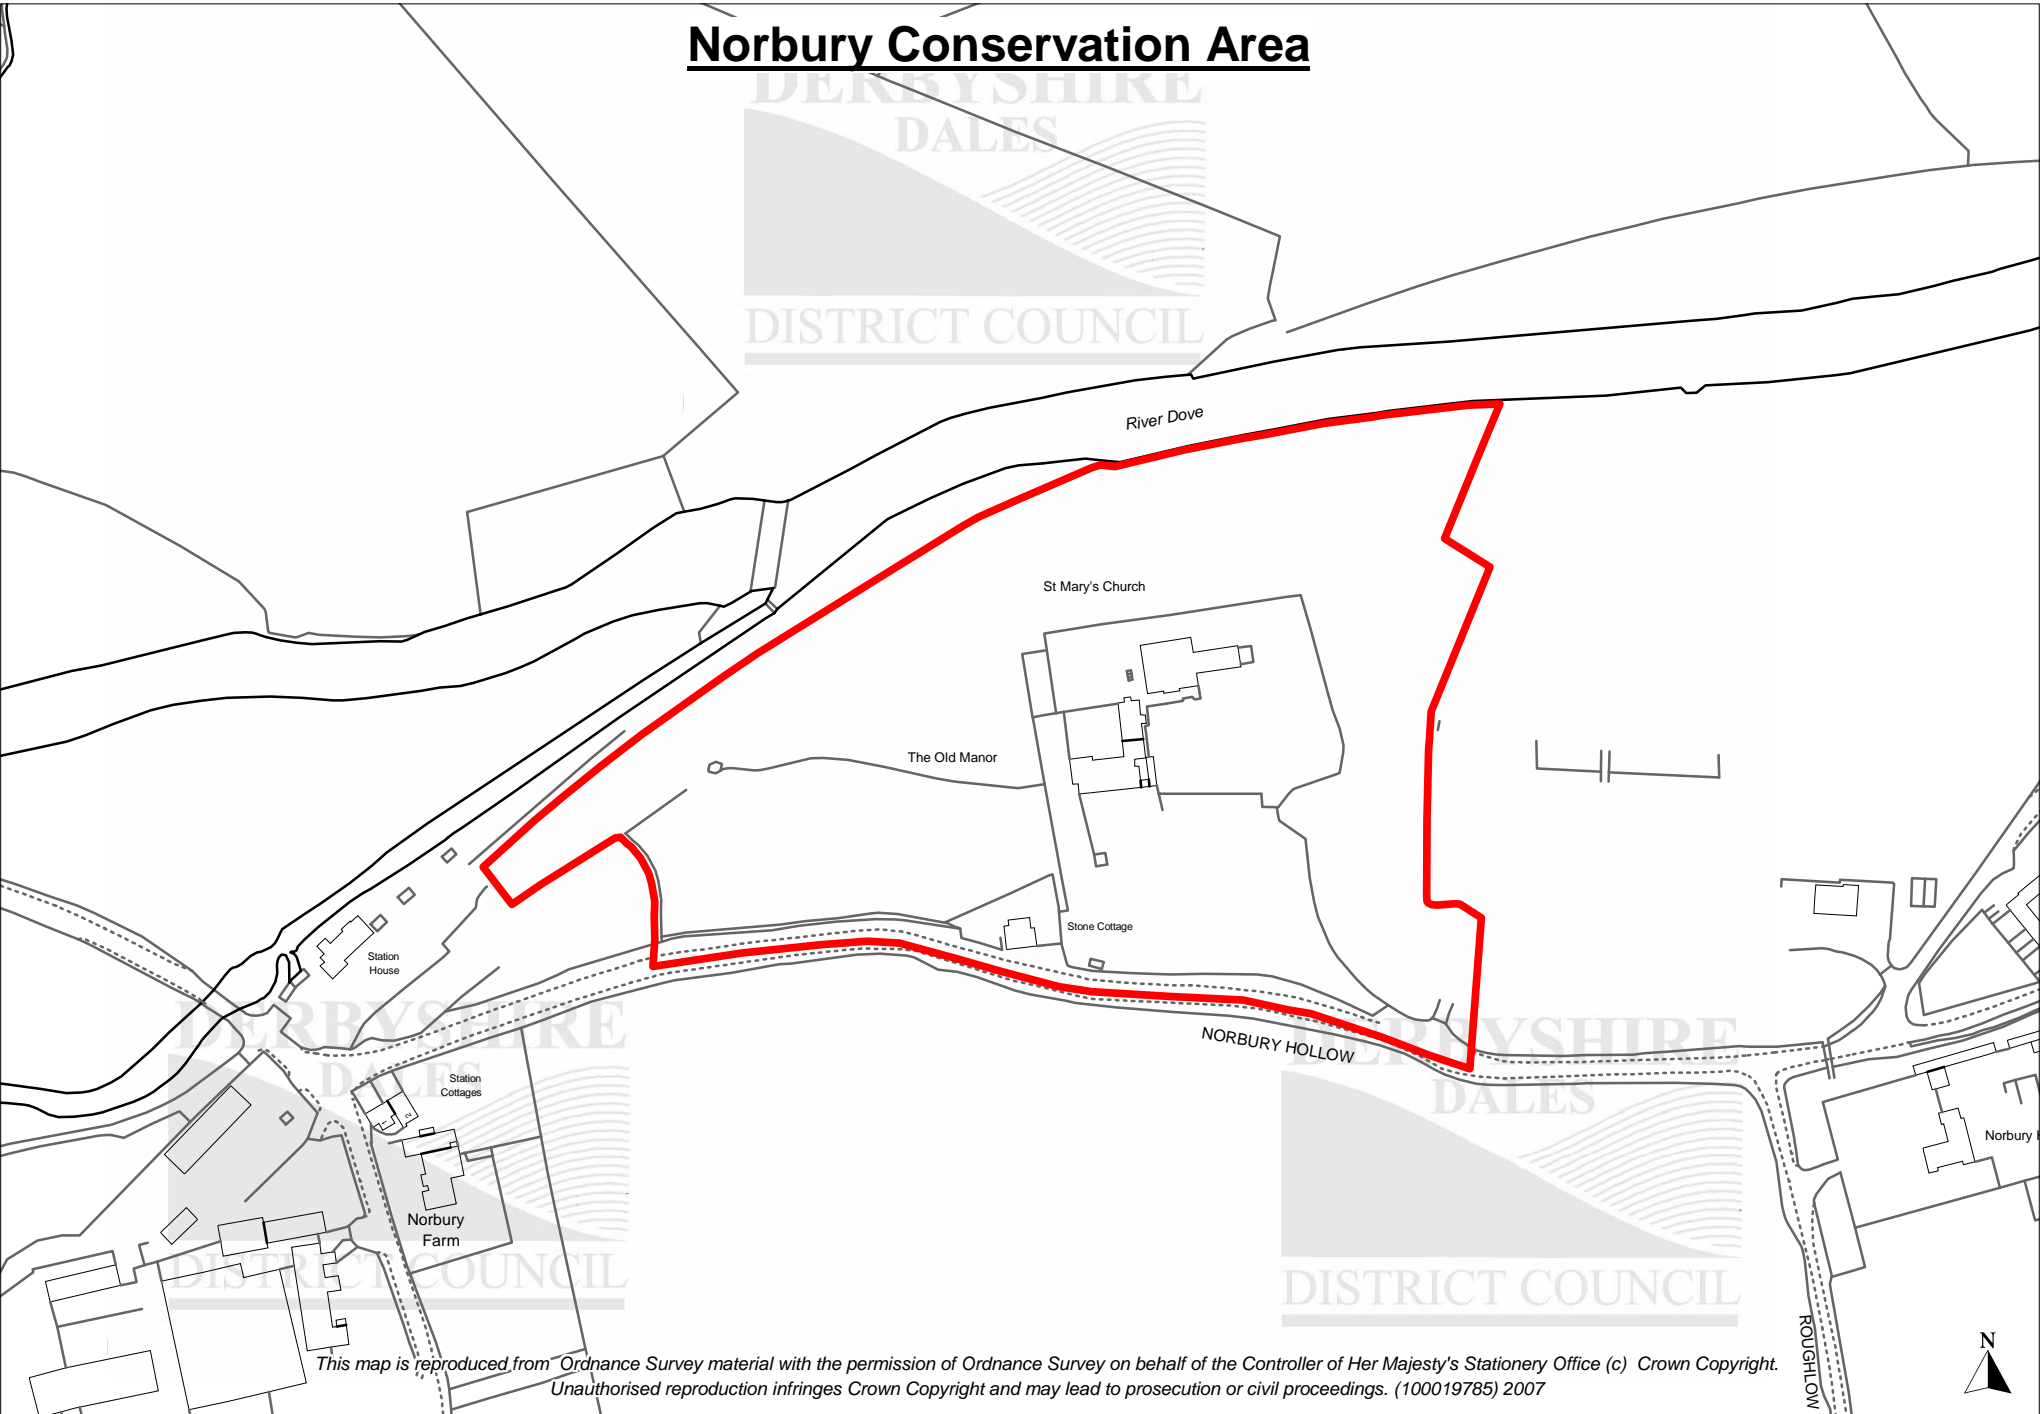 Norbury Conservation Area
DERBYSHIRE
DALES
DISTRICT COUNCIL
River Dove
St Mary's Church
The Old Manor
Stone Cottage
Station
House
NORBURY HOLLOW
DERBYSHIRE
DALES
DISTRICT COUNCIL
Station
Cottages
2
Norbury
Farm
DERBYSHIRE
DALES
DISTRICT COUNCIL
Norbury
ROUGHLOW
N
This map is reproduced from Ordnance Survey material with the permission of Ordnance Survey on behalf of the Controller of Her Majesty's Stationery Office (c) Crown Copyright.
Unauthorised reproduction infringes Crown Copyright and may lead to prosecution or civil proceedings. (100019785) 2007